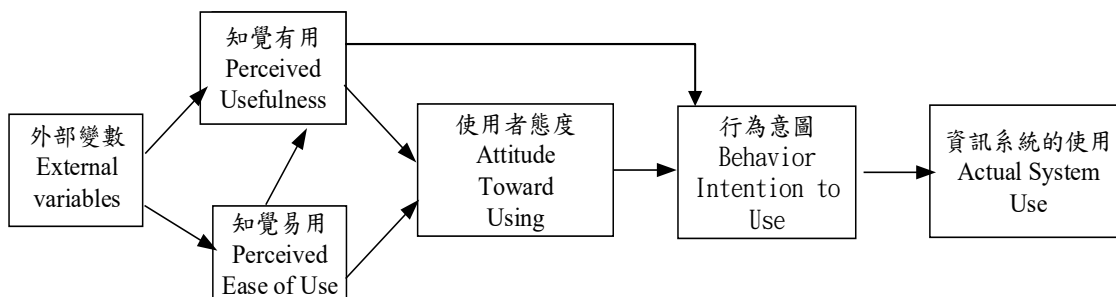 外部變數
External
variables
知覺有用
Perceived
Usefulness
知覺易用
Perceived
Ease of Use
使用者態度
Attitude
Toward
Using
行為意圖
Behavior
Intention to
Use
資訊系統的使用
Actual System
Use